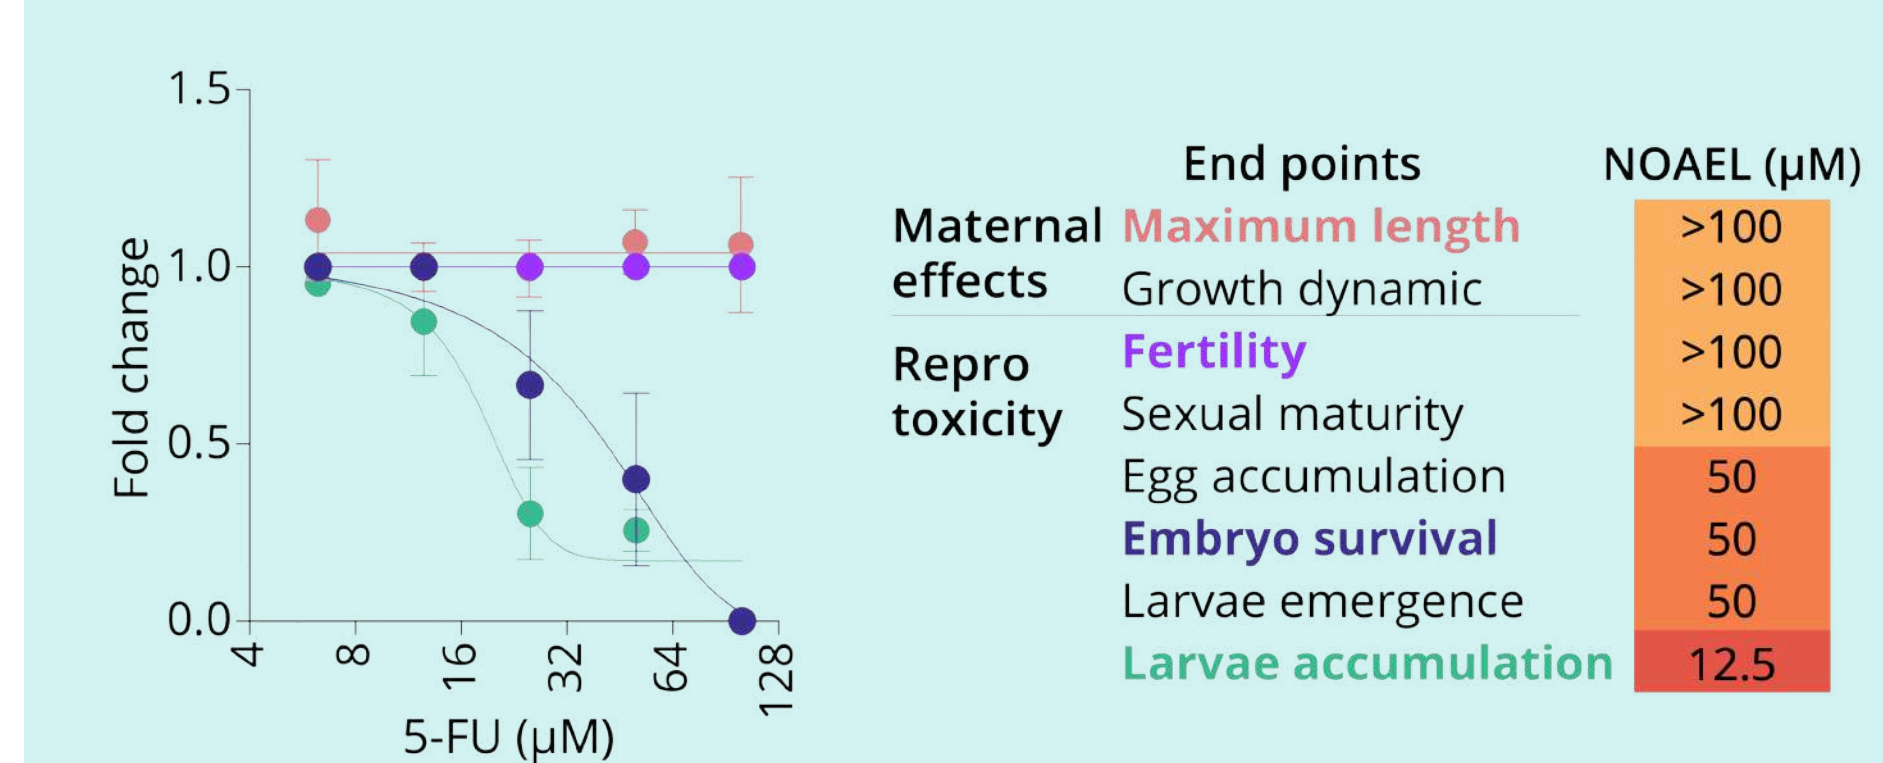 1.5
1.0
0.5
0.0
Fold change
4
8
16
32
64
128
5-FU (µM)
End points
NOAEL (µM)
Maternal effects
Maximum length
>100
Growth dynamic
>100
Repro toxicity
Fertility
>100
Sexual maturity
>100
Egg accumulation
50
Embryo survival
50
Larvae emergence
50
Larvae accumulation
12.5